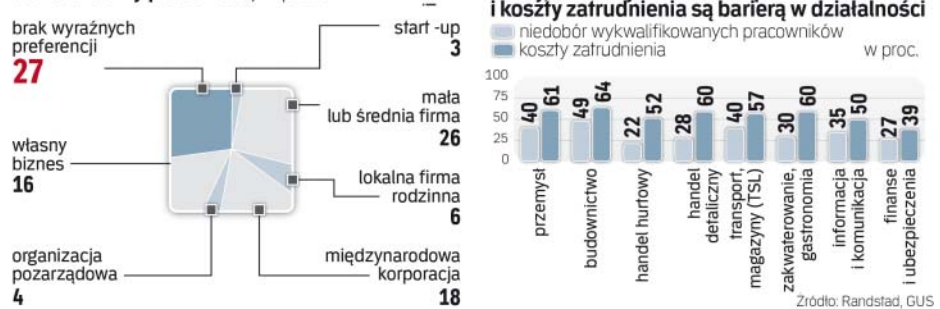 brak wyraźnych
preferencji
27
start -up
3
mała
lub średnia firma
26
lokalna firma
rodzinna
6
międzynarodowa
korporacja
18
organizacja
pozarządowa
4
własny
biznes
16
i koszty zatrudnienia są barierą w działalności
niedobór wykwalifikowanych pracowników
koszty zatrudnienia
w proc.
100
75
50
25
0
40 61
49 64
22 52
28 60
40 57
30 60
35 50
27 39
przemysł
budownictwo
handel hurtowy
handel
detaliczny
transport,
magazyny (TSL)
zakwaterowanie,
gastronomia
informacja
i komunikacja
finanse
i ubezpieczenia
Źródło: Randstad, GUS